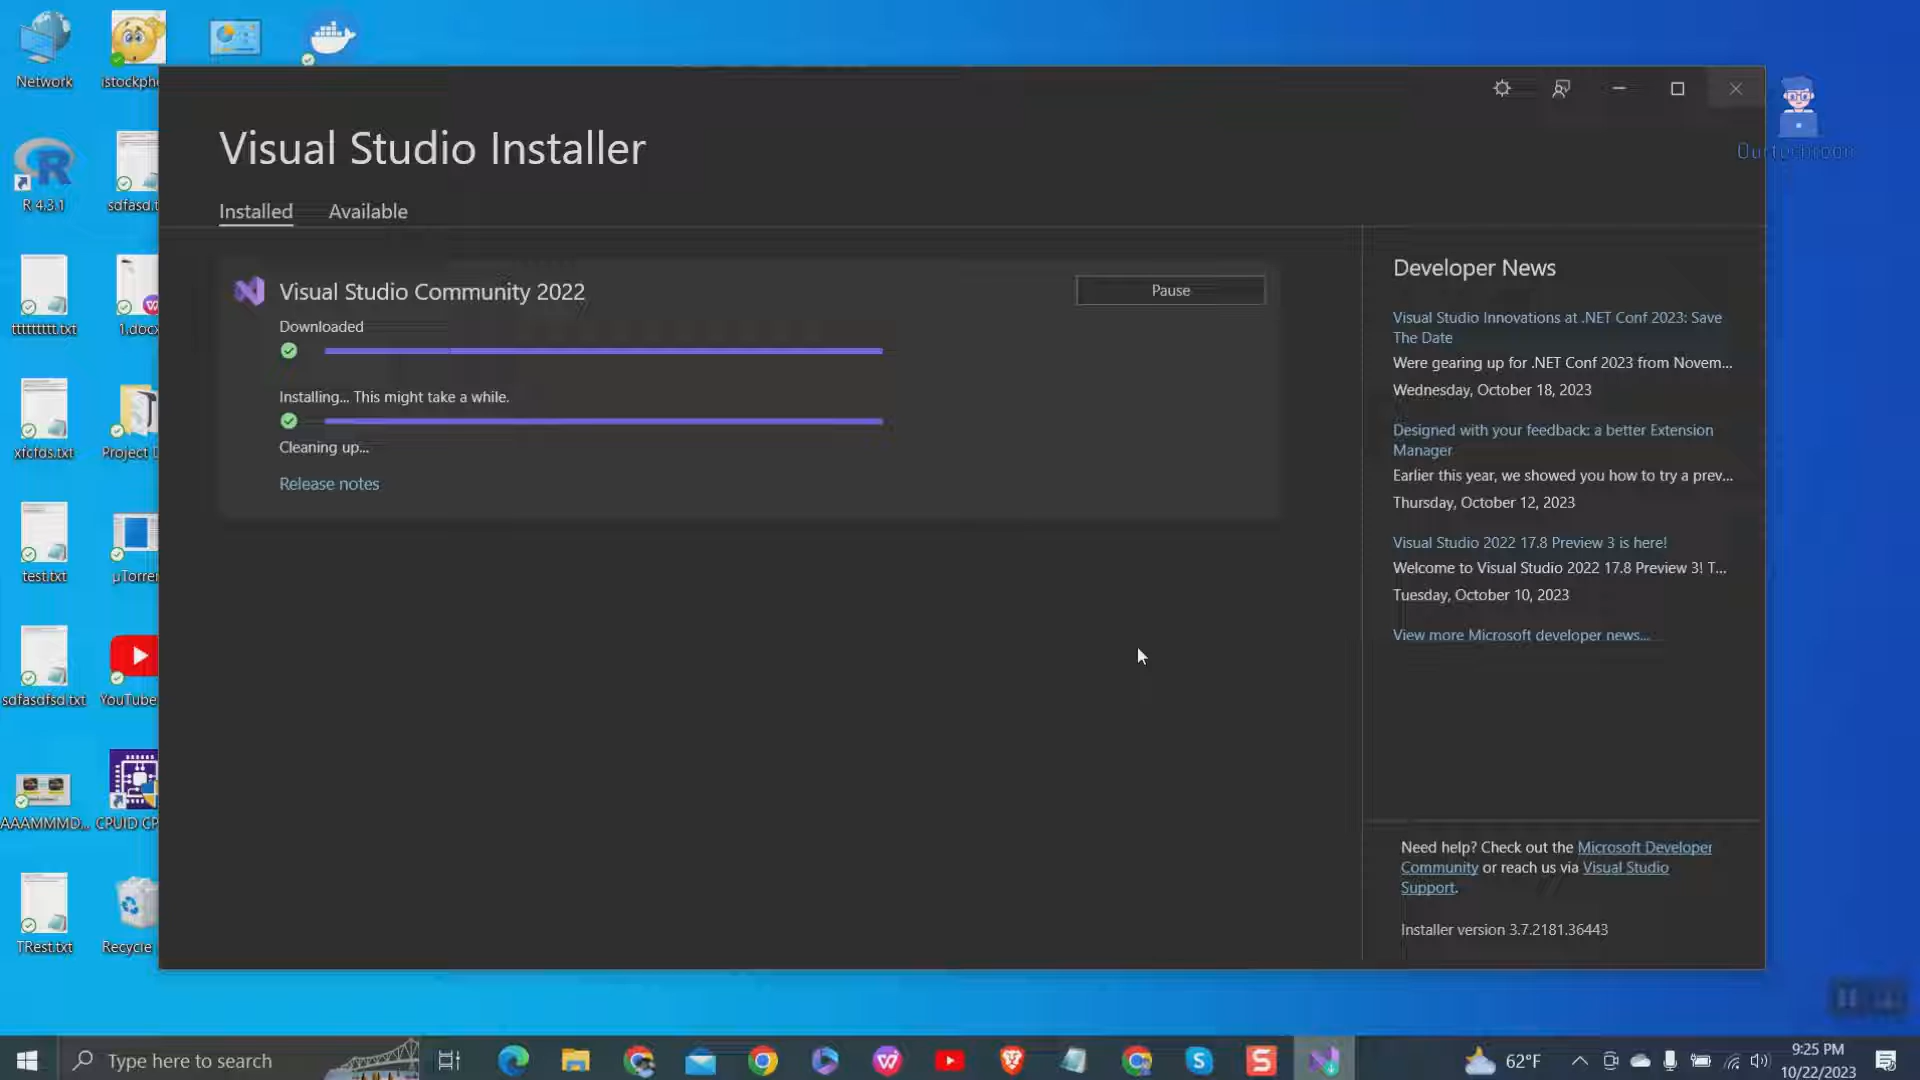 Network
istockph
R 4.3.1
sdfasd.t
tttttttttt.txt
1.docx
xfcfds.txt
Project D
test.txt
µTorre
sdfasdfsd.txt
YouTube
AAAMMMD...
CPUID CP
TRest.txt
Recycle
Visual Studio Installer
Installed
Available
Visual Studio Community 2022
Pause
Downloaded
Installing... This might take a while.
Cleaning up...
Release notes
Developer News
Visual Studio Innovations at .NET Conf 2023: Save
The Date
Were gearing up for .NET Conf 2023 from Novem...
Wednesday, October 18, 2023
Designed with your feedback: a better Extension
Manager
Earlier this year, we showed you how to try a prev...
Thursday, October 12, 2023
Visual Studio 2022 17.8 Preview 3 is here!
Welcome to Visual Studio 2022 17.8 Preview 3! T...
Tuesday, October 10, 2023
View more Microsoft developer news...
Need help? Check out the Microsoft Developer
Community or reach us via Visual Studio
Support.
Installer version 3.7.2181.36443
Type here to search
62°F
9:25 PM
10/22/2023